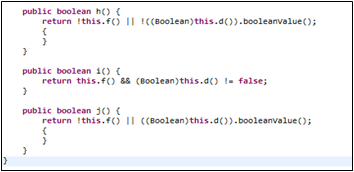 public boolean h() {
return !this.f() || !((Boolean)this.d()).booleanValue();
{
}
}
public boolean i() {
return this.f() && (Boolean)this.d() != false;
}
public boolean j() {
return !this.f() || ((Boolean)this.d()).booleanValue();
{
}
}
}